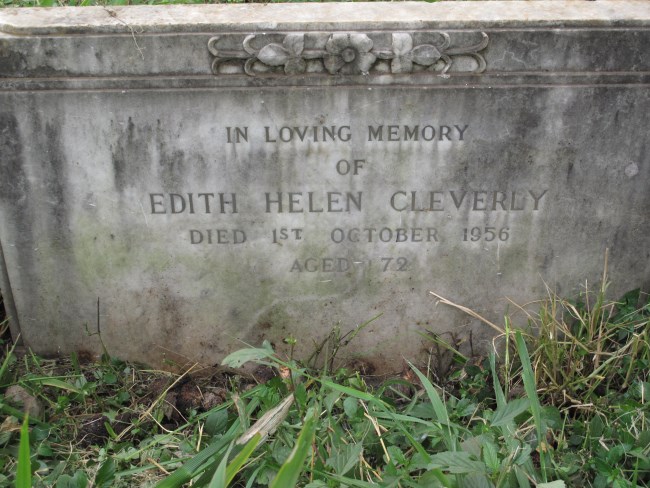 IN LOVING MEMORY
OF
EDITH HELEN CLEVERLY
DIED 1ST OCTOBER 1956
AGED 72